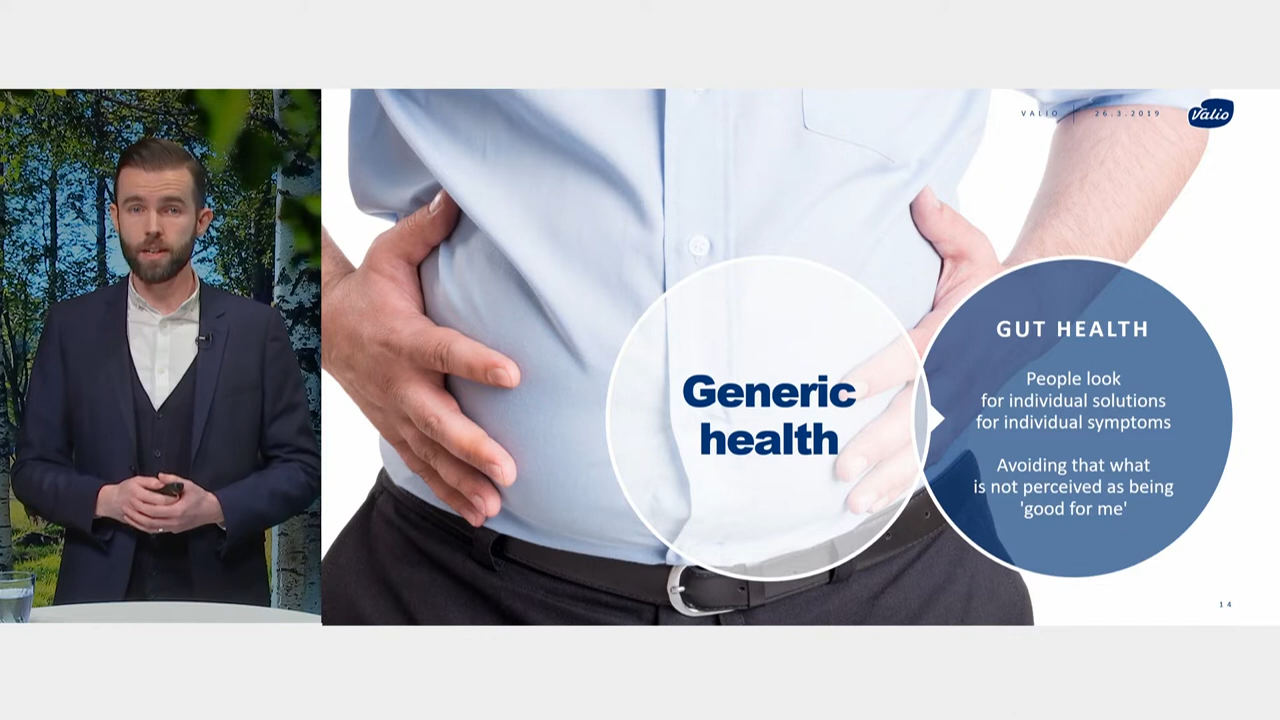 VALIO 26.3.2019
Valio
Generic
health
GUT HEALTH
People look
for individual solutions
for individual symptoms
Avoiding that what
is not perceived as being
'good for me'
14